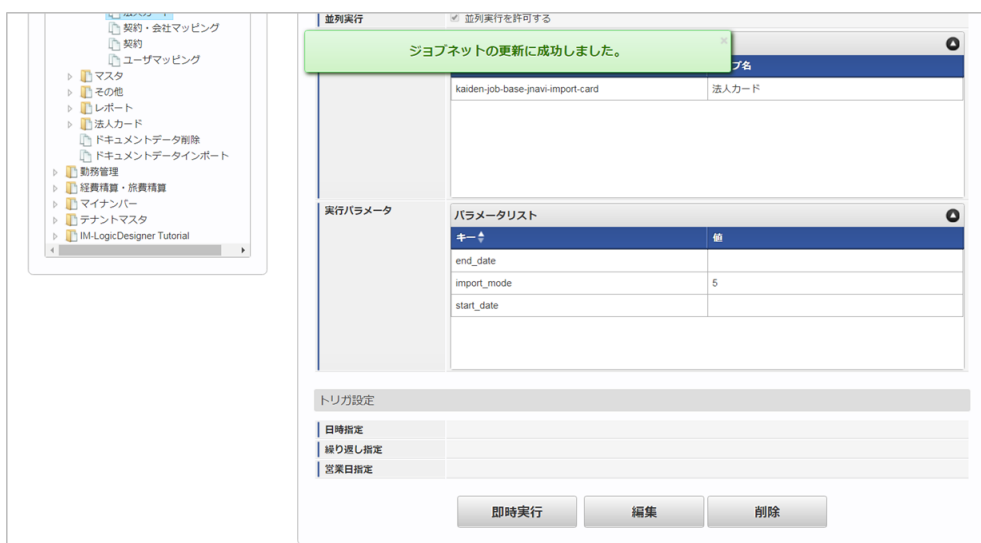 契約・会社マッピング
契約
ユーザマッピング
マスタ
その他
レポート
法人カード
ドキュメントデータ削除
ドキュメントデータインポート
勤務管理
経費精算・旅費精算
マイナンバー
テナントマスタ
IM-LogicDesigner Tutorial
並列実行
並列実行を許可する
ジョブネットの更新に成功しました。
ブ名
kaiden-job-base-jnavi-import-card
法人カード
実行パラメータ
パラメータリスト
キー
値
end_date
import_mode
5
start_date
トリガ設定
日時指定
繰り返し指定
営業日指定
即時実行
編集
削除